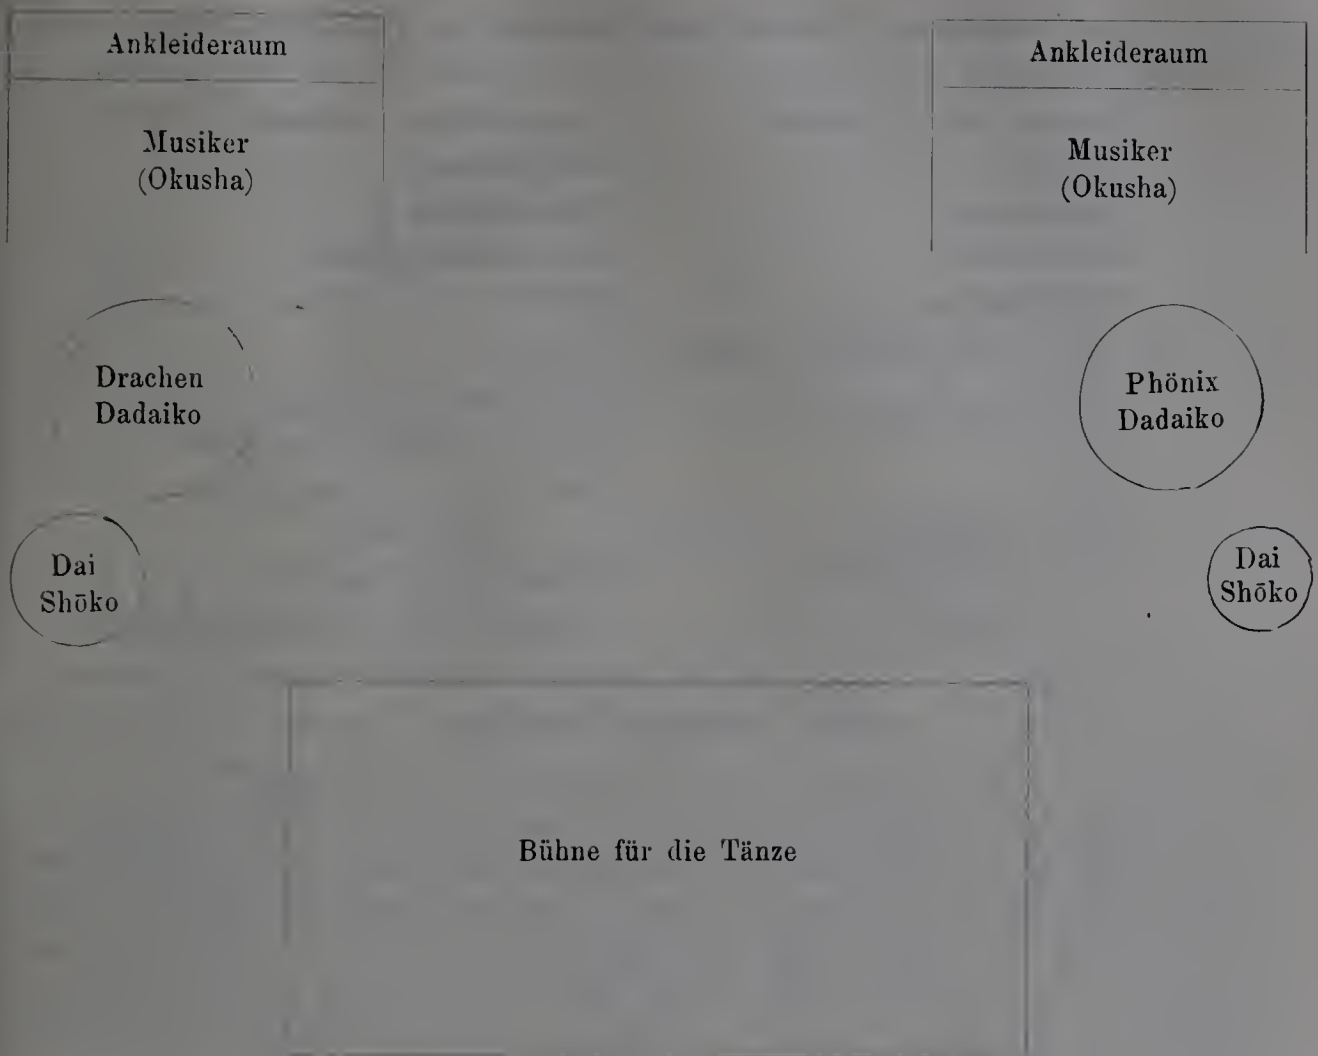 Ankleideraum
Musiker
(Okusha)
Drachen
Dadaiko
Dai
Shōko
Ankleideraum
Musiker
(Okusha)
Phönix
Dadaiko
Dai
Shōko
Bühne für die Tänze